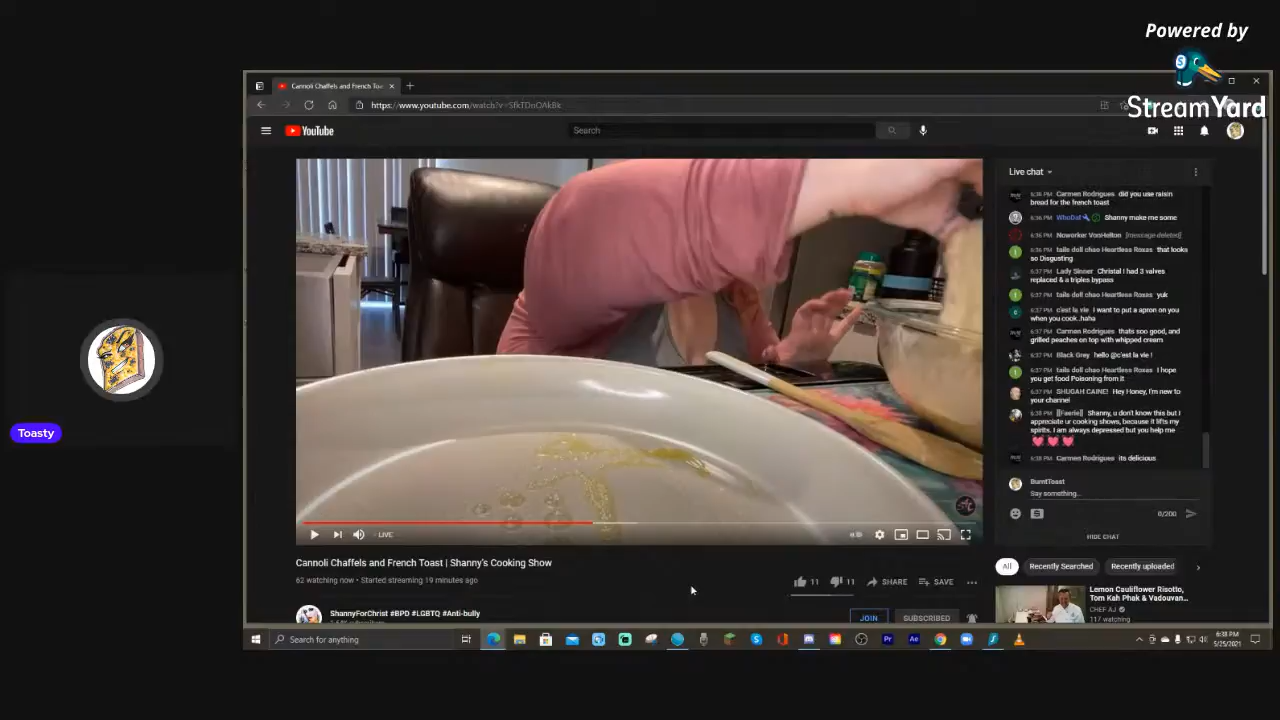 Powered by
StreamYard
Cannoli Chaffels and French Toa
https://www.youtube.com/watch?v=
YouTube
Search
Live chat
6:36 PM Carmen Rodrigues did you use raisin
bread for the french toast
6:36 PM Shanny make me some
6:36 PM Noworker VonHelton [message deleted]
6:37 PM taila doll chao Heartless Roxas that looks
so Disgusting
6:37 PM Lady Sinner Christal I had 3 valves
replaced & a triples bypass
6:37 PM taila doll chao Heartless Roxas yuk
6:37 PM c'est la vie I want to put a apron on you
when you cook .haha
6:37 PM Carmen Rodrigues thats soo good, and
grilled peaches on top with whipped cream
6:37 PM Black Grey hello @c'est la vie !
6:37 PM taila doll chao Heartless Roxas I hope
you get food Poisoning from it
6:37 PM SHUGAH CAINE! Hey Honey, I'm new to
your channel
6:38 PM [[Faerie]] Shanny, u don't know this but I
appreciate ur cooking shows, because it lifts my
spirits. I am always depressed but you help me
6:38 PM Carmen Rodrigues its delicious
BurntToast
Say something...
0/200
HIDE CHAT
Toasty
LIVE
Cannoli Chaffels and French Toast | Shanny's Cooking Show
62 watching now • Started streaming 19 minutes ago
11
11
SHARE
SAVE
ShannyForChrist #BPD #LGBTQ #Anti-bully
JOIN
SUBSCRIBED
All
Recently Searched
Recently uploaded
Lemon Cauliflower Risotto,
Tom Kah Phak & Vadouvan...
CHEF AJ
117 watching
Search for anything
6:38 PM
5/25/2021